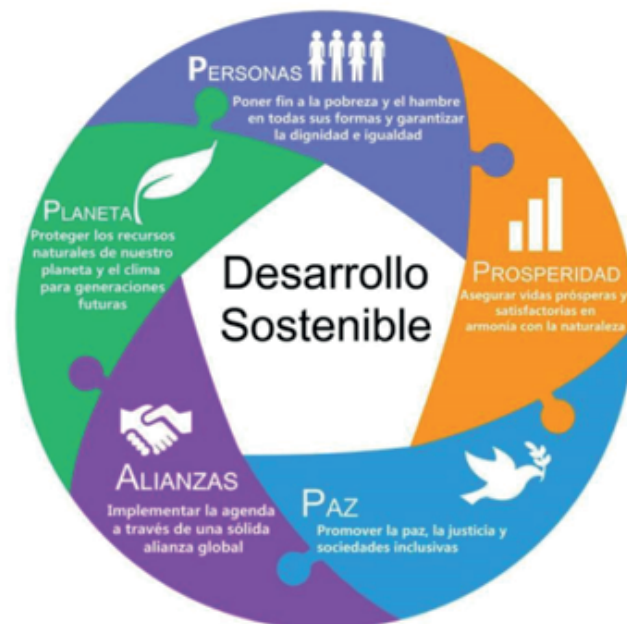 PERSONAS
Poner fin a la pobreza y el hambre
en todas sus formas y garantizar
la dignidad e igualdad
PROSPERIDAD
Asegurar vidas prósperas y
satisfactorias en
armonía con la naturaleza
PAZ
Promover la paz, la justicia y
sociedades inclusivas
ALIANZAS
Implementar la agenda
a través de una sólida
alianza global
PLANETA
Proteger los recursos
naturales de nuestro
planeta y el clima
para generaciones
futuras
Desarrollo
Sostenible